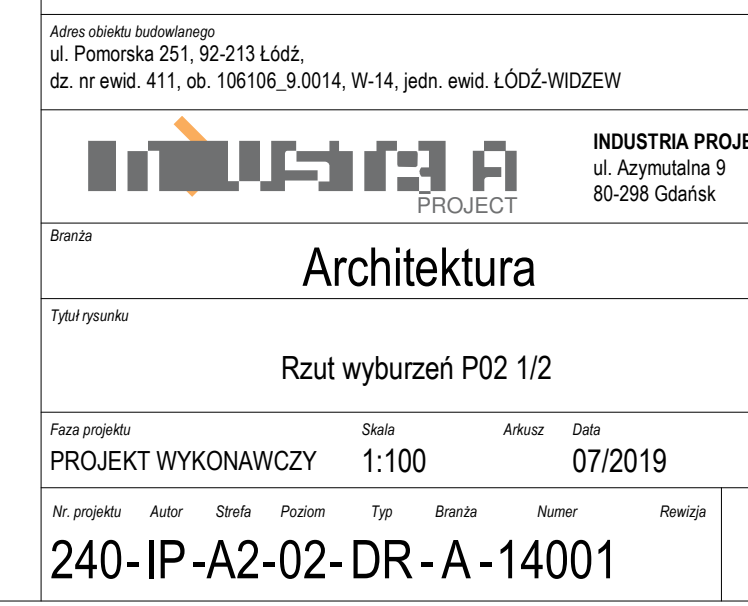 Adres obiektu budowlanego
ul. Pomorska 251, 92-213 Łódź,
dz. nr ewid. 411, ob. 106106_9.0014, W-14, jedn. ewid. ŁÓDŹ-WIDZEW
INDUSTRIA
PROJECT
INDUSTRIA PROJE
ul. Azymutalna 9
80-298 Gdańsk
Branża
Architektura
Tytuł rysunku
Rzut wyburzeń P02 1/2
Faza projektu Skala Arkusz Data
PROJEKT WYKONAWCZY 1:100 07/2019
Nr. projektu Autor Strefa Poziom Typ Branża Numer Rewizja
240-IP-A2-02-DR-A-14001